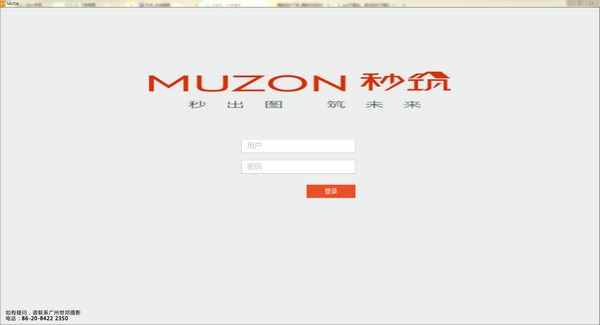 MUZON 秒筑
秒出图 筑未来
用户
密码
登录
如有疑问，请联系广州世邦摄影
电话：86-20-8422 2350